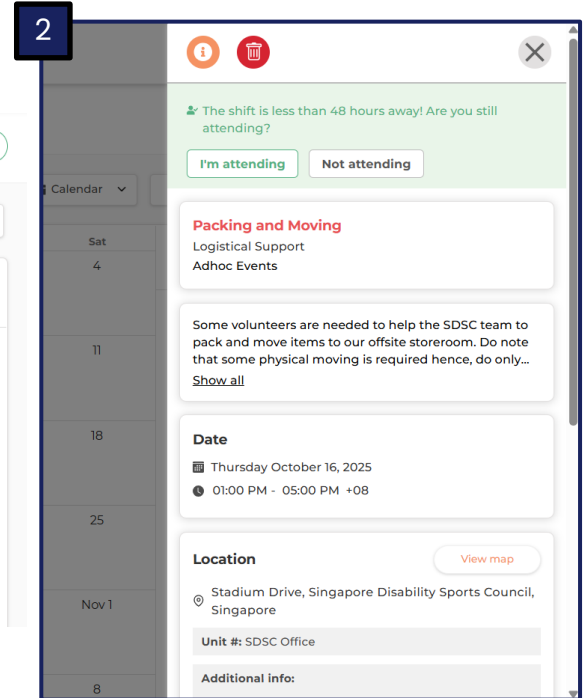 2
The shift is less than 48 hours away! Are you still
attending?
I'm attending
Not attending
Calendar
Sat
4
11
18
25
Nov 1
8
Packing and Moving
Logistical Support
Adhoc Events
Some volunteers are needed to help the SDSC team to
pack and move items to our offsite storeroom. Do note
that some physical moving is required hence, do only...
Show all
Date
Thursday October 16, 2025
01:00 PM - 05:00 PM +08
Location
View map
Stadium Drive, Singapore Disability Sports Council,
Singapore
Unit #: SDSC Office
Additional info: